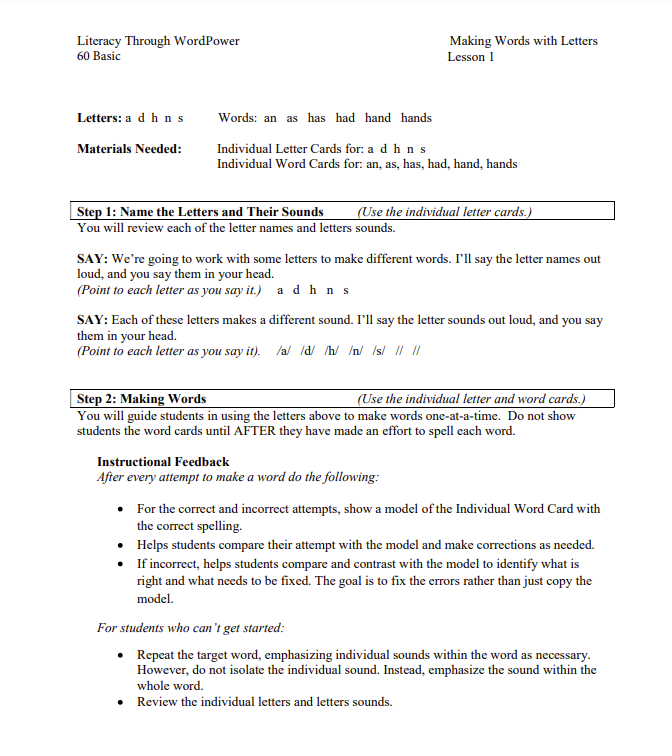 Literacy Through WordPower Making Words with Letters
60 Basic Lesson 1
Letters: a d h n s Words: an as has had hand hands
Materials Needed: Individual Letter Cards for: a d h n s
Individual Word Cards for: an, as, has, had, hand, hands
Step 1: Name the Letters and Their Sounds (Use the individual letter cards.)
You will review each of the letter names and letters sounds.
SAY: We’re going to work with some letters to make different words. I’ll say the letter names out
loud, and you say them in your head.
(Point to each letter as you say it.) a d h n s
SAY: Each of these letters makes a different sound. I’ll say the letter sounds out loud, and you say
them in your head.
(Point to each letter as you say it). /a/ /d/ /h/ /n/ /s/ // //
Step 2: Making Words (Use the individual letter and word cards.)
You will guide students in using the letters above to make words one-at-a-time. Do not show
students the word cards until AFTER they have made an effort to spell each word.
Instructional Feedback
After every attempt to make a word do the following:
• For the correct and incorrect attempts, show a model of the Individual Word Card with
the correct spelling.
• Helps students compare their attempt with the model and make corrections as needed.
• If incorrect, helps students compare and contrast with the model to identify what is
right and what needs to be fixed. The goal is to fix the errors rather than just copy the
model.
For students who can’t get started:
• Repeat the target word, emphasizing individual sounds within the word as necessary.
However, do not isolate the individual sound. Instead, emphasize the sound within the
whole word.
• Review the individual letters and letters sounds.